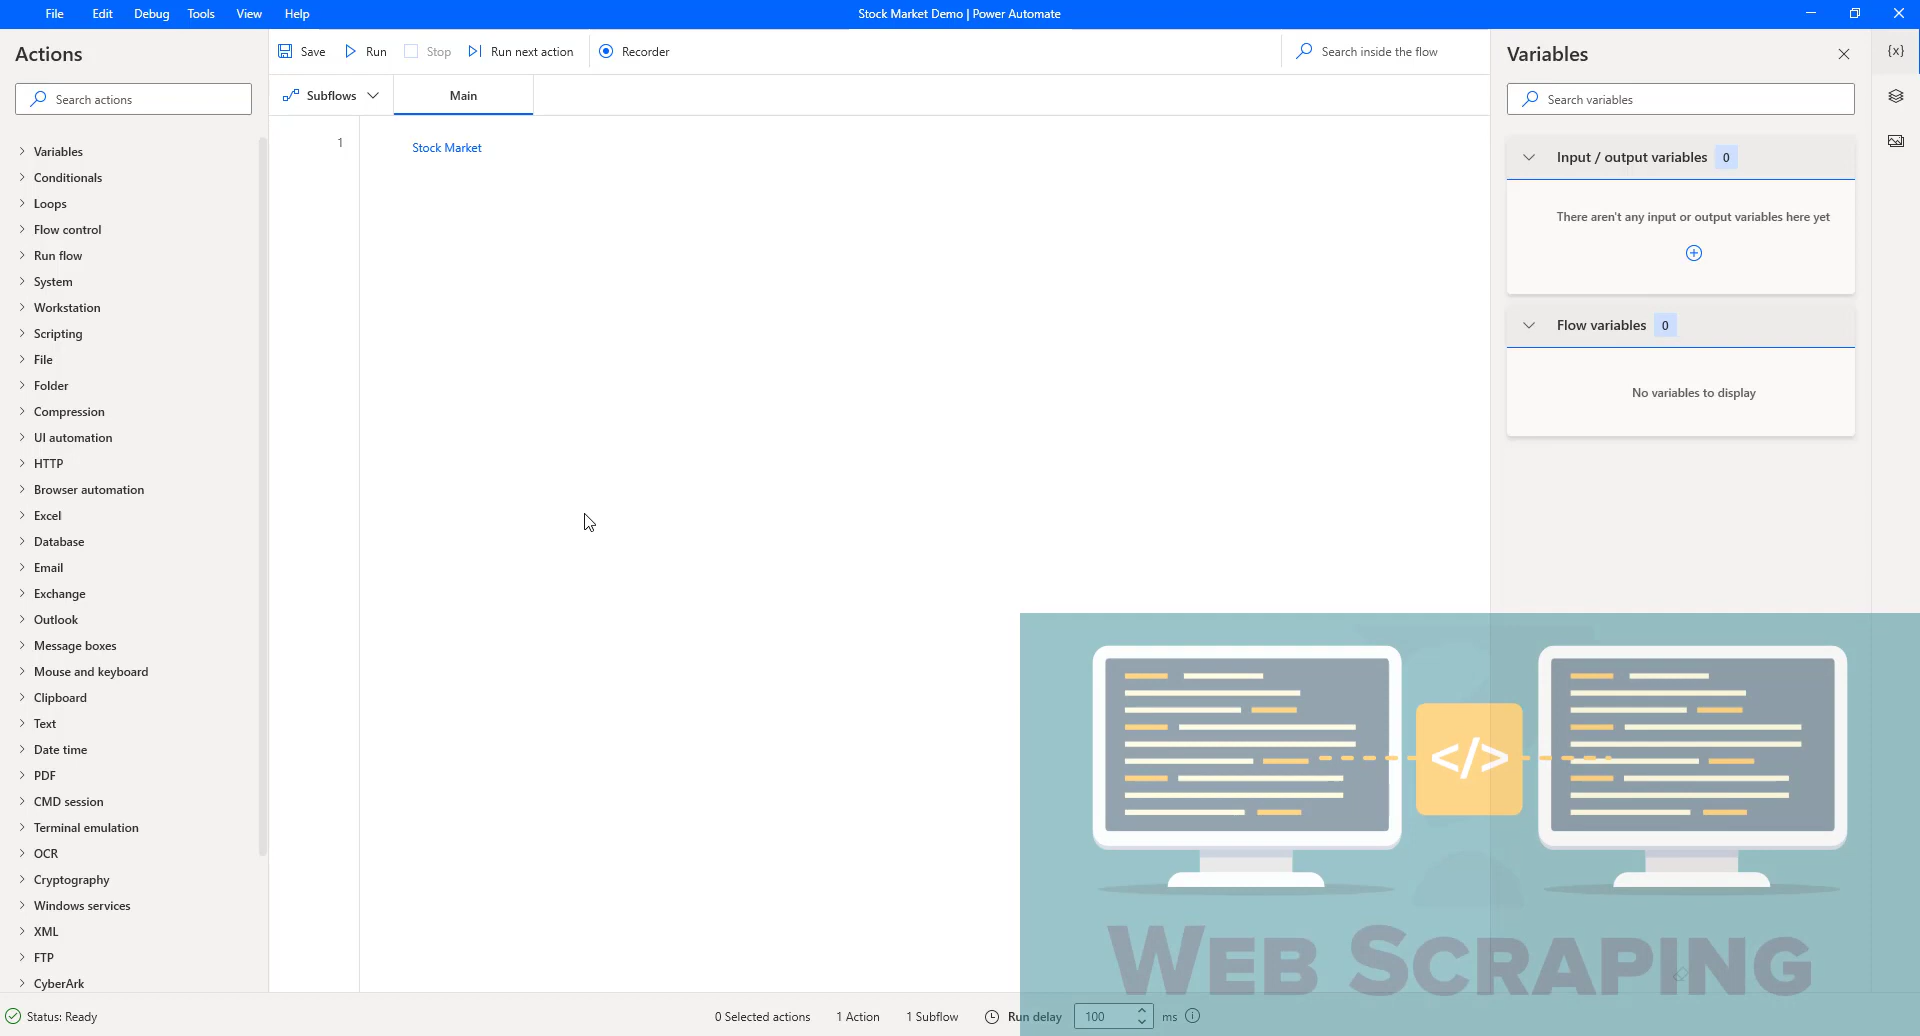 File Edit Debug Tools View Help
Stock Market Demo | Power Automate
Actions
Search actions
Variables
Conditionals
Loops
Flow control
Run flow
System
Workstation
Scripting
File
Folder
Compression
UI automation
HTTP
Browser automation
Excel
Database
Email
Exchange
Outlook
Message boxes
Mouse and keyboard
Clipboard
Text
Date time
PDF
CMD session
Terminal emulation
OCR
Cryptography
Windows services
XML
FTP
CyberArk
Save Run Stop Run next action Recorder
Search inside the flow
Subflows Main
1 Stock Market
Variables
{x}
Search variables
Input / output variables 0
There aren't any input or output variables here yet
Flow variables 0
No variables to display
</>
WEB SCRAPING
Status: Ready
0 Selected actions 1 Action 1 Subflow Run delay 100 ms